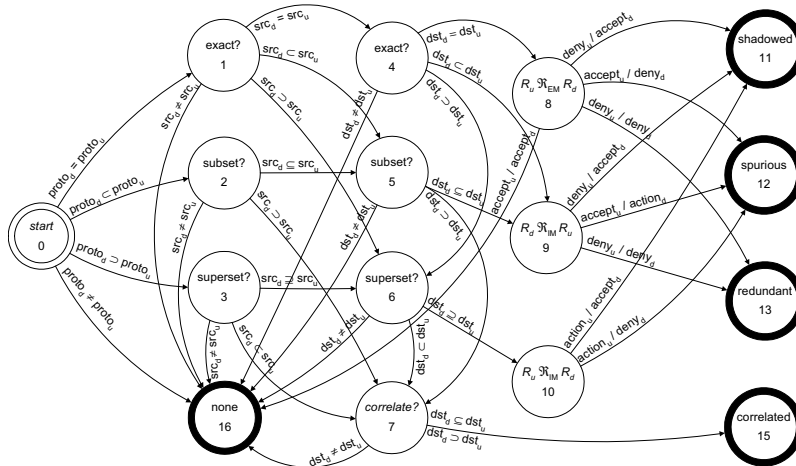 start
0
exact?
1
subset?
2
superset?
3
exact?
4
subset?
5
superset?
6
correlate?
7
R_u ℜ_EM R_d
8
R_d ℜ_IM R_u
9
R_u ℜ_IM R_d
10
shadowed
11
spurious
12
redundant
13
correlated
15
none
16
proto_d = proto_u
proto_d ⊂ proto_u
proto_d ⊃ proto_u
proto_d ≠ proto_u
src_d = src_u
src_d ⊂ src_u
src_d ⊃ src_u
src_d ≠ src_u
src_d ⊆ src_u
src_d ⊃ src_u
src_d ≠ src_u
src_d ⊇ src_u
src_d ⊂ src_u
src_d ≠ src_u
dst_d = dst_u
dst_d ⊂ dst_u
dst_d ⊃ dst_u
dst_d ≠ dst_u
dst_d ⊆ dst_u
dst_d ⊃ dst_u
dst_d ≠ dst_u
dst_d ⊇ dst_u
dst_d ⊂ dst_u
dst_d ≠ dst_u
dst_d ⊆ dst_u
dst_d ⊃ dst_u
dst_d ≠ dst_u
deny_u / accept_d
accept_u / deny_d
deny_u / deny_d
accept_u / accept_d
deny_u / accept_d
accept_u / action_d
deny_u / deny_d
action_u / accept_d
action_u / deny_d